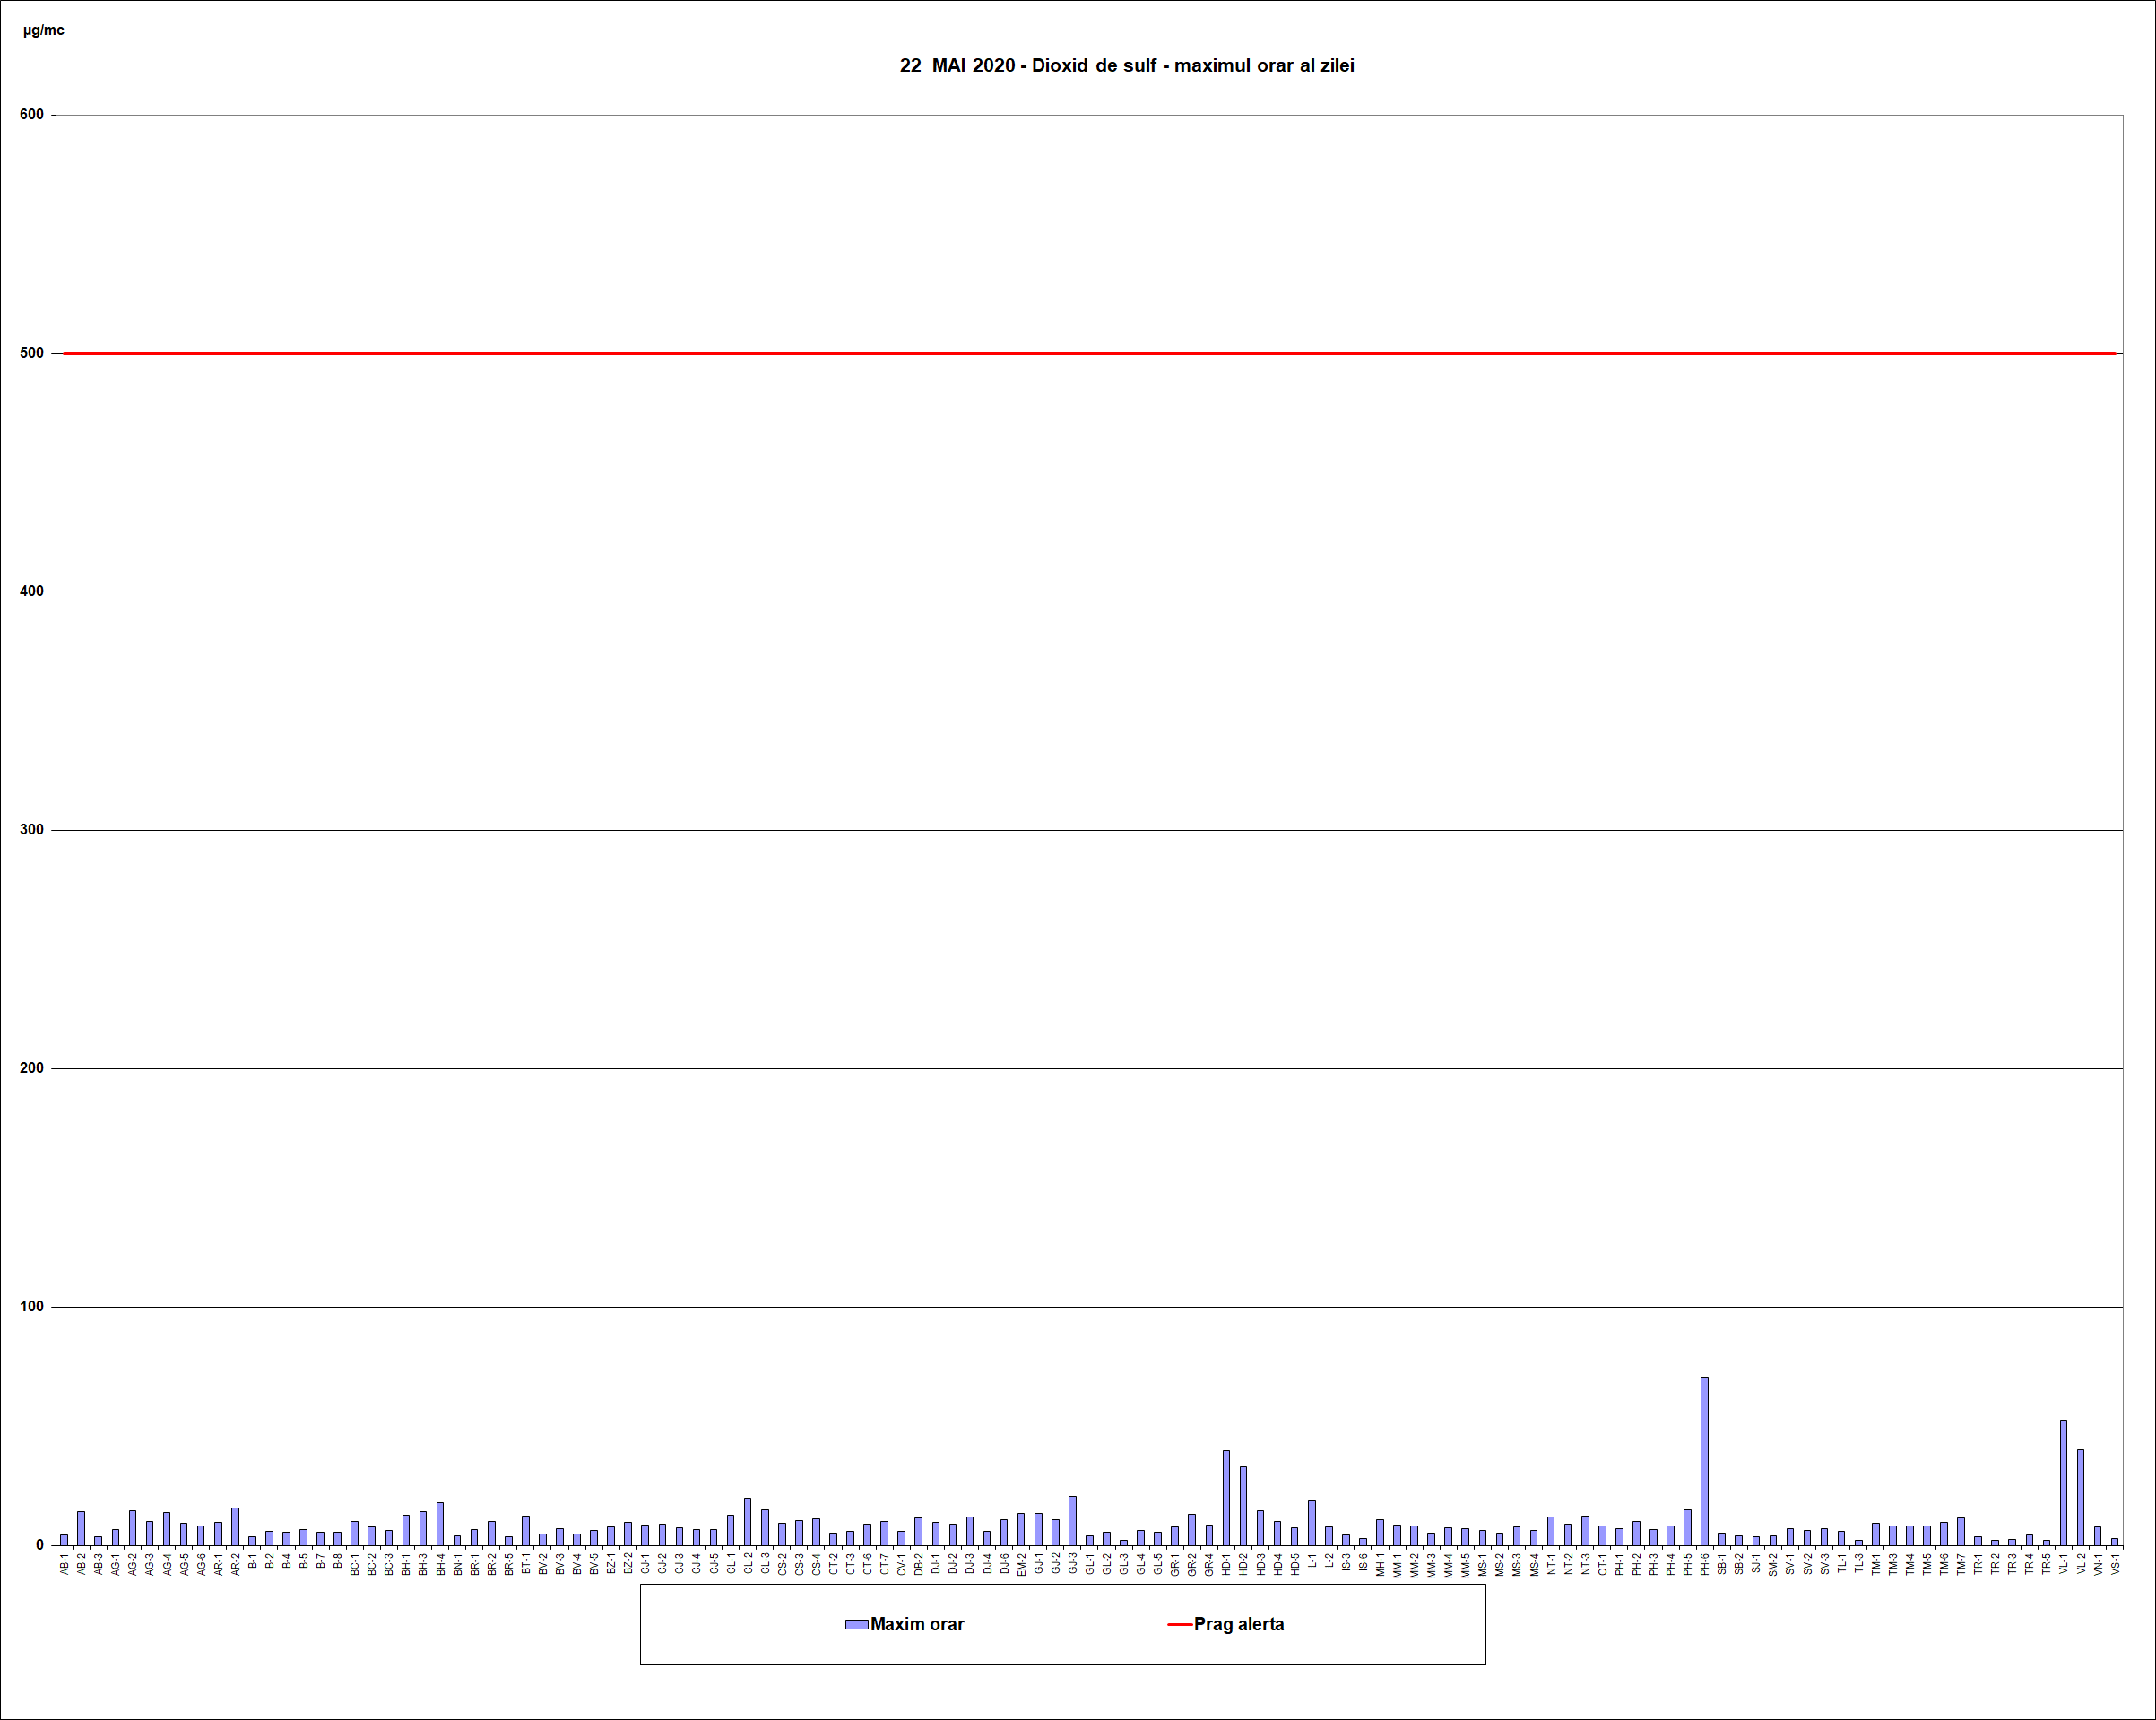 µg/mc
22 MAI 2020 - Dioxid de sulf - maximul orar al zilei
600
500
400
300
200
100
0
AB-1 AB-2 AB-3 AG-1 AG-2 AG-3 AG-4 AG-5 AG-6 AR-1 AR-2 B-1 B-2 B-4 B-5 B-7 B-8 BC-1 BC-2 BC-3 BH-1 BH-3 BH-4 BN-1 BR-1 BR-2 BR-5 BT-1 BV-2 BV-3 BV-4 BV-5 BZ-1 BZ-2 CJ-1 CJ-2 CJ-3 CJ-4 CJ-5 CL-1 CL-2 CL-3 CS-2 CS-3 CS-4 CT-2 CT-3 CT-6 CT-7 CV-1 DB-2 DJ-1 DJ-2 DJ-3 DJ-4 DJ-6 EM-2 GJ-1 GJ-2 GJ-3 GL-1 GL-2 GL-3 GL-4 GL-5 GR-1 GR-2 GR-4 HD-1 HD-2 HD-3 HD-4 HD-5 IL-1 IL-2 IS-3 IS-6 MH-1 MM-1 MM-2 MM-3 MM-4 MM-5 MS-1 MS-2 MS-3 MS-4 NT-1 NT-2 NT-3 OT-1 PH-1 PH-2 PH-3 PH-4 PH-5 PH-6 SB-1 SB-2 SJ-1 SM-2 SV-1 SV-2 SV-3 TL-1 TL-3 TM-1 TM-3 TM-4 TM-5 TM-6 TM-7 TR-1 TR-2 TR-3 TR-4 TR-5 VL-1 VL-2 VN-1 VS-1
Maxim orar Prag alerta